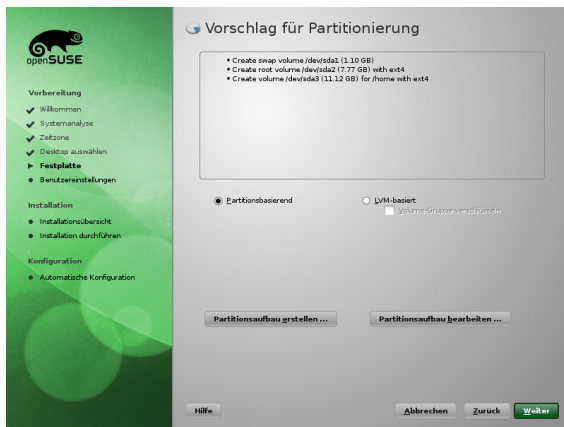 openSUSE
Vorbereitung
Willkommen
Systemanalyse
Zeitzone
Desktop auswählen
Festplatte
Benutzereinstellungen
Installation
Installationsübersicht
Installation durchführen
Konfiguration
Automatische Konfiguration
Vorschlag für Partitionierung
Create swap volume /dev/sda1 (1.10 GB)
Create root volume /dev/sda2 (7.77 GB) with ext4
Create volume /dev/sda3 (11.12 GB) for /home with ext4
Partitionsbasierend
LVM-basiert
Volume-Gruppe verschlüsseln
Partitionsaufbau erstellen ...
Partitionsaufbau bearbeiten ...
Hilfe
Abbrechen
Zurück
Weiter